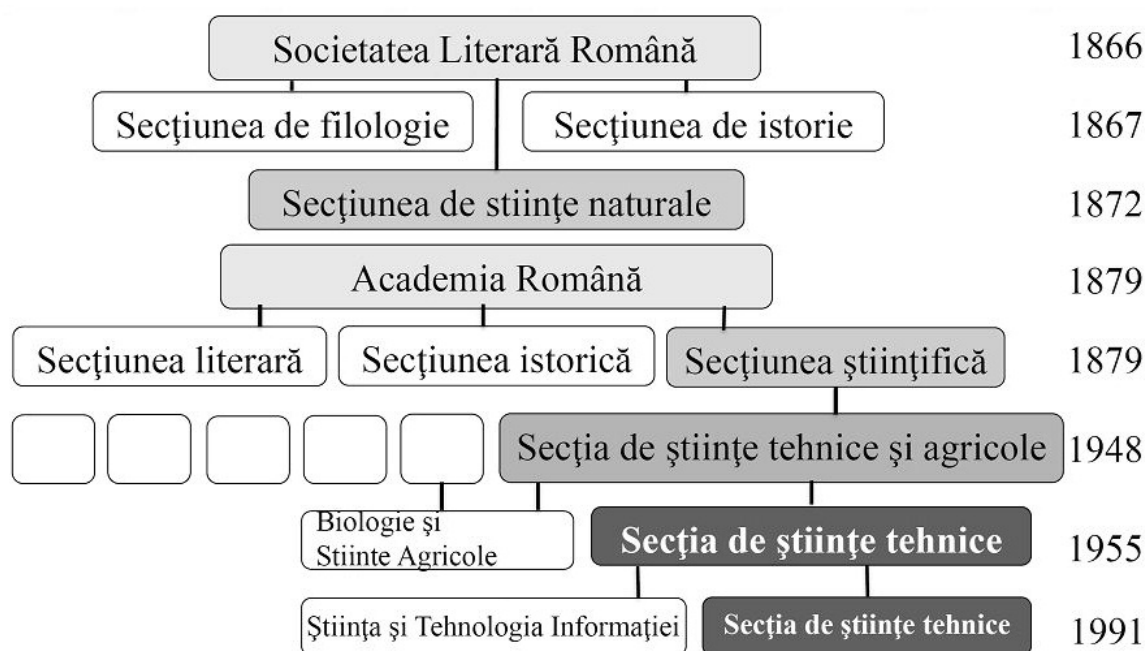 Societatea Literară Română 1866
Secţiunea de filologie Secţiunea de istorie 1867
Secţiunea de stiinţe naturale 1872
Academia Română 1879
Secţiunea literară Secţiunea istorică Secţiunea ştiinţifică 1879
Secţia de ştiinţe tehnice şi agricole 1948
Biologie şi
Stiinte Agricole
Secţia de ştiinţe tehnice 1955
Ştiinţa şi Tehnologia Informaţiei Secţia de ştiinţe tehnice 1991